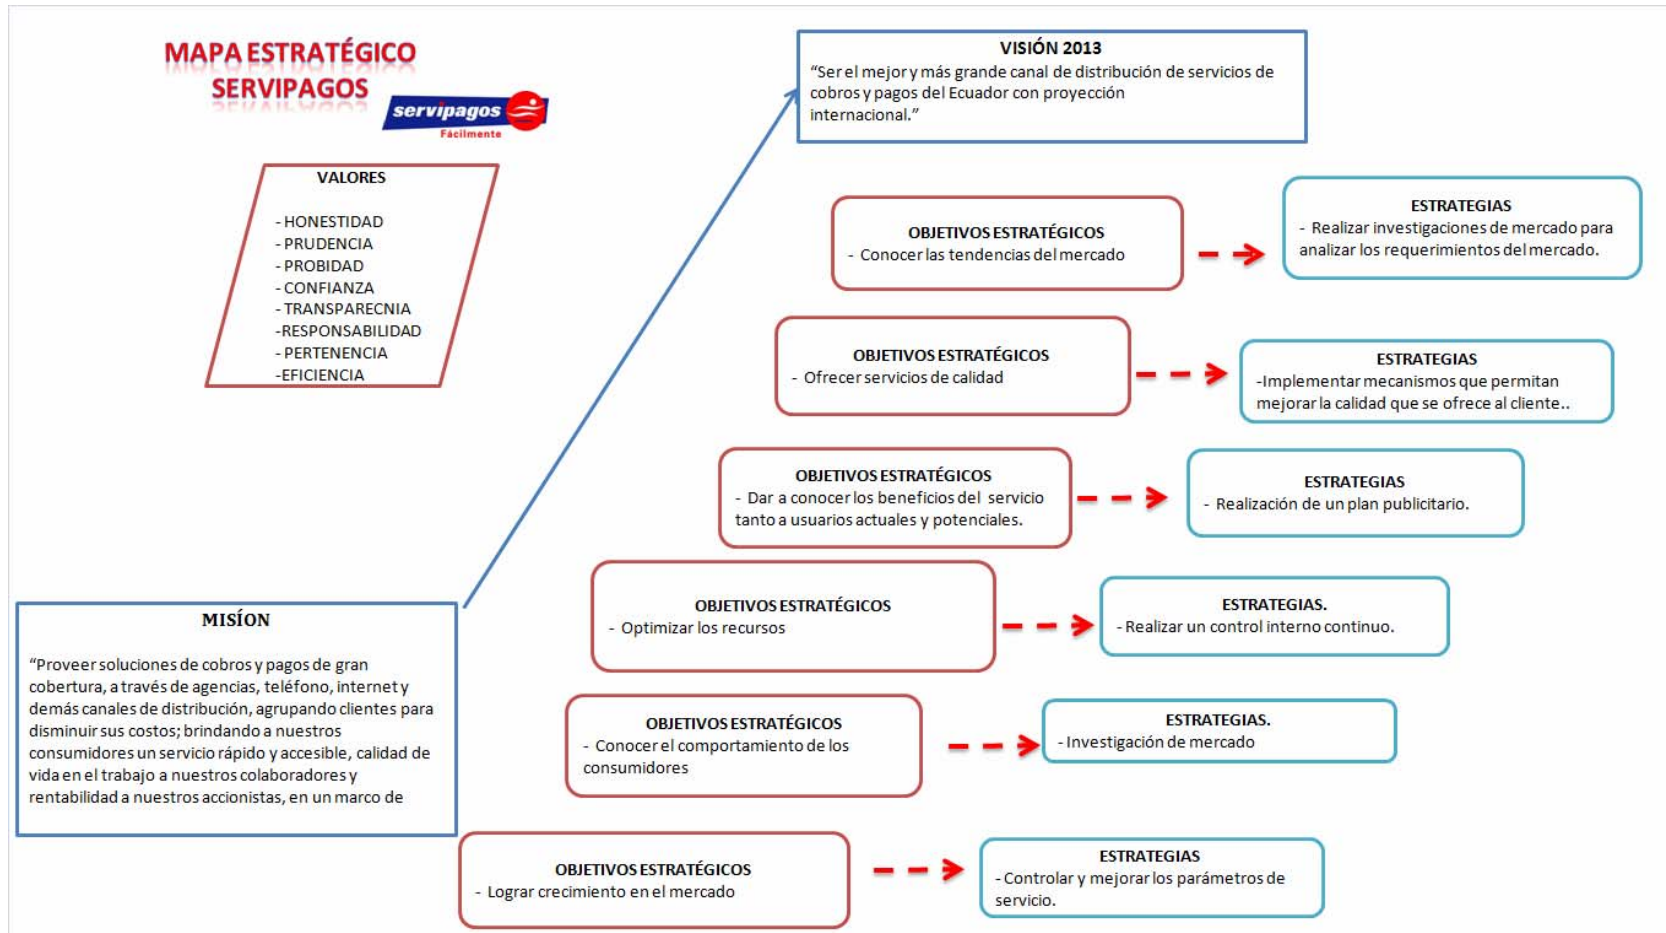 MAPA ESTRATÉGICO
SERVIPAGOS
servipagos
Fácilmente
VALORES
- HONESTIDAD
- PRUDENCIA
- PROBIDAD
- CONFIANZA
- TRANSPARECNIA
-RESPONSABILIDAD
- PERTENENCIA
-EFICIENCIA
VISIÓN 2013
“Ser el mejor y más grande canal de distribución de servicios de
cobros y pagos del Ecuador con proyección
internacional.”
OBJETIVOS ESTRATÉGICOS
- Conocer las tendencias del mercado
ESTRATEGIAS
- Realizar investigaciones de mercado para
analizar los requerimientos del mercado.
OBJETIVOS ESTRATÉGICOS
- Ofrecer servicios de calidad
ESTRATEGIAS
-Implementar mecanismos que permitan
mejorar la calidad que se ofrece al cliente..
OBJETIVOS ESTRATÉGICOS
- Dar a conocer los beneficios del servicio
tanto a usuarios actuales y potenciales.
ESTRATEGIAS
- Realización de un plan publicitario.
OBJETIVOS ESTRATÉGICOS
- Optimizar los recursos
ESTRATEGIAS.
- Realizar un control interno continuo.
MISÍON
“Proveer soluciones de cobros y pagos de gran
cobertura, a través de agencias, teléfono, internet y
demás canales de distribución, agrupando clientes para
disminuir sus costos; brindando a nuestros
consumidores un servicio rápido y accesible, calidad de
vida en el trabajo a nuestros colaboradores y
rentabilidad a nuestros accionistas, en un marco de
OBJETIVOS ESTRATÉGICOS
- Conocer el comportamiento de los
consumidores
ESTRATEGIAS.
- Investigación de mercado
OBJETIVOS ESTRATÉGICOS
- Lograr crecimiento en el mercado
ESTRATEGIAS
- Controlar y mejorar los parámetros de
servicio.